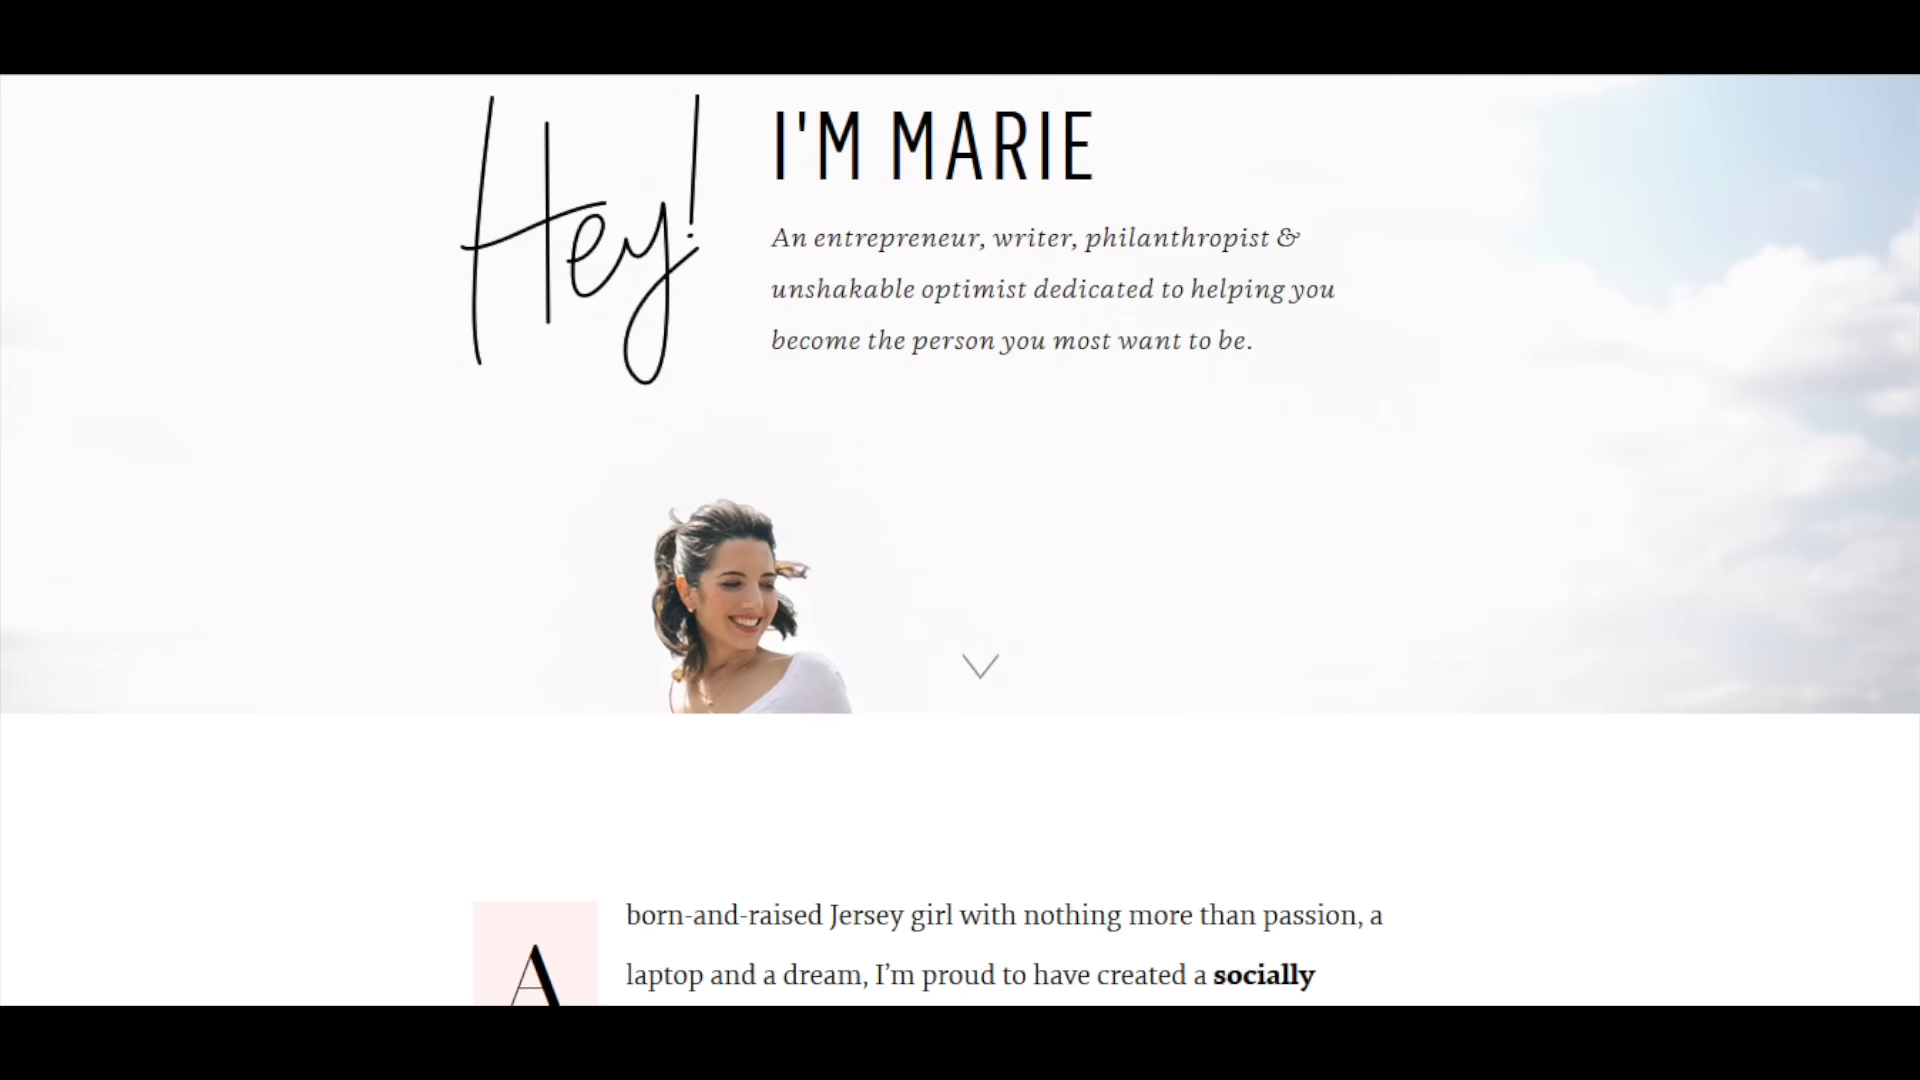 Hey!
I'M MARIE
An entrepreneur, writer, philanthropist &
unshakable optimist dedicated to helping you
become the person you most want to be.
A
born-and-raised Jersey girl with nothing more than passion, a
laptop and a dream, I’m proud to have created a socially